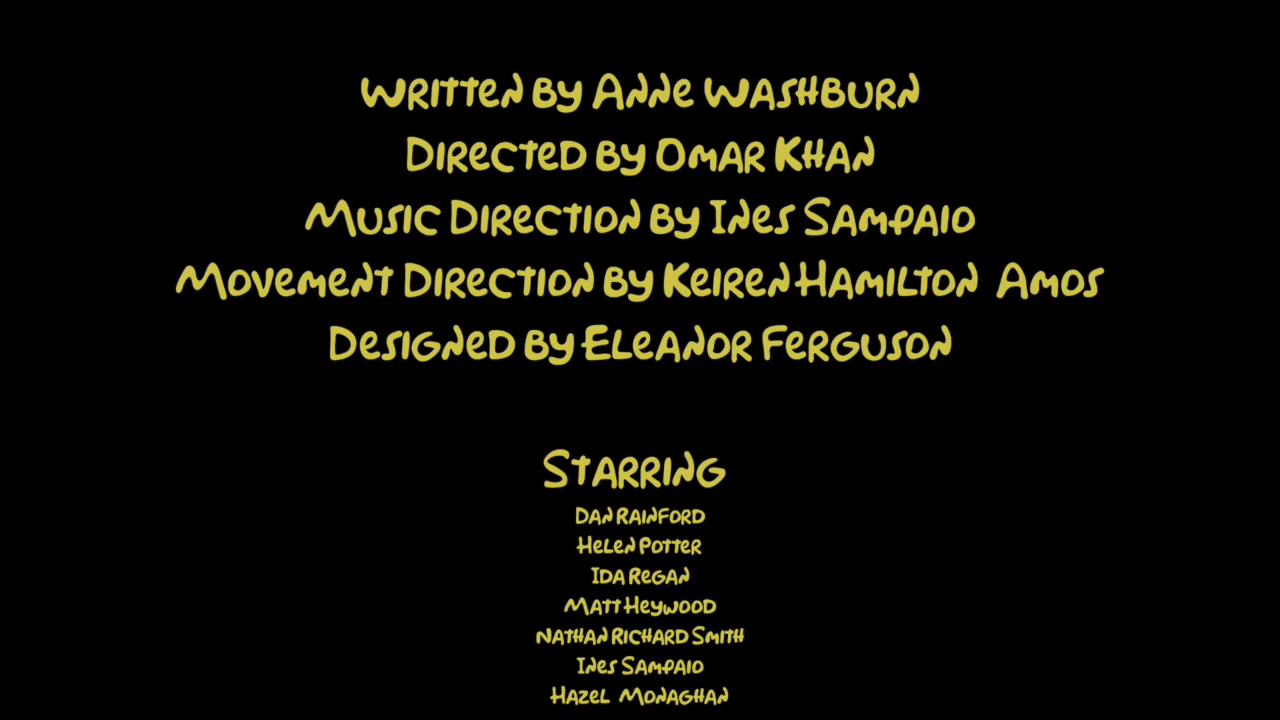 Written by Anne Washburn
Directed by Omar Khan
Music Direction by Ines Sampaio
Movement Direction by Keiren Hamilton Amos
Designed by Eleanor Ferguson
Starring
Dan Rainford
Helen Potter
Ida Regan
Matt Heywood
Nathan Richard Smith
Ines Sampaio
Hazel Monaghan